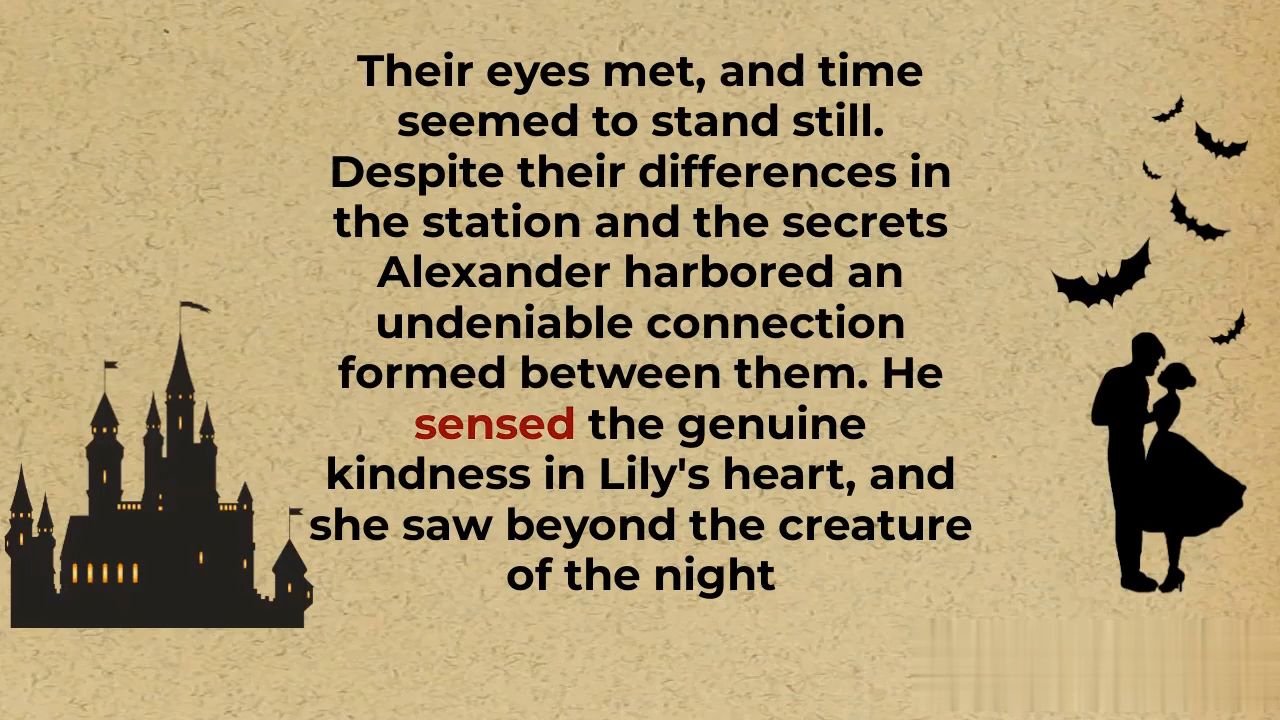 Their eyes met, and time
seemed to stand still.
Despite their differences in
the station and the secrets
Alexander harbored an
undeniable connection
formed between them. He
sensed the genuine
kindness in Lily's heart, and
she saw beyond the creature
of the night